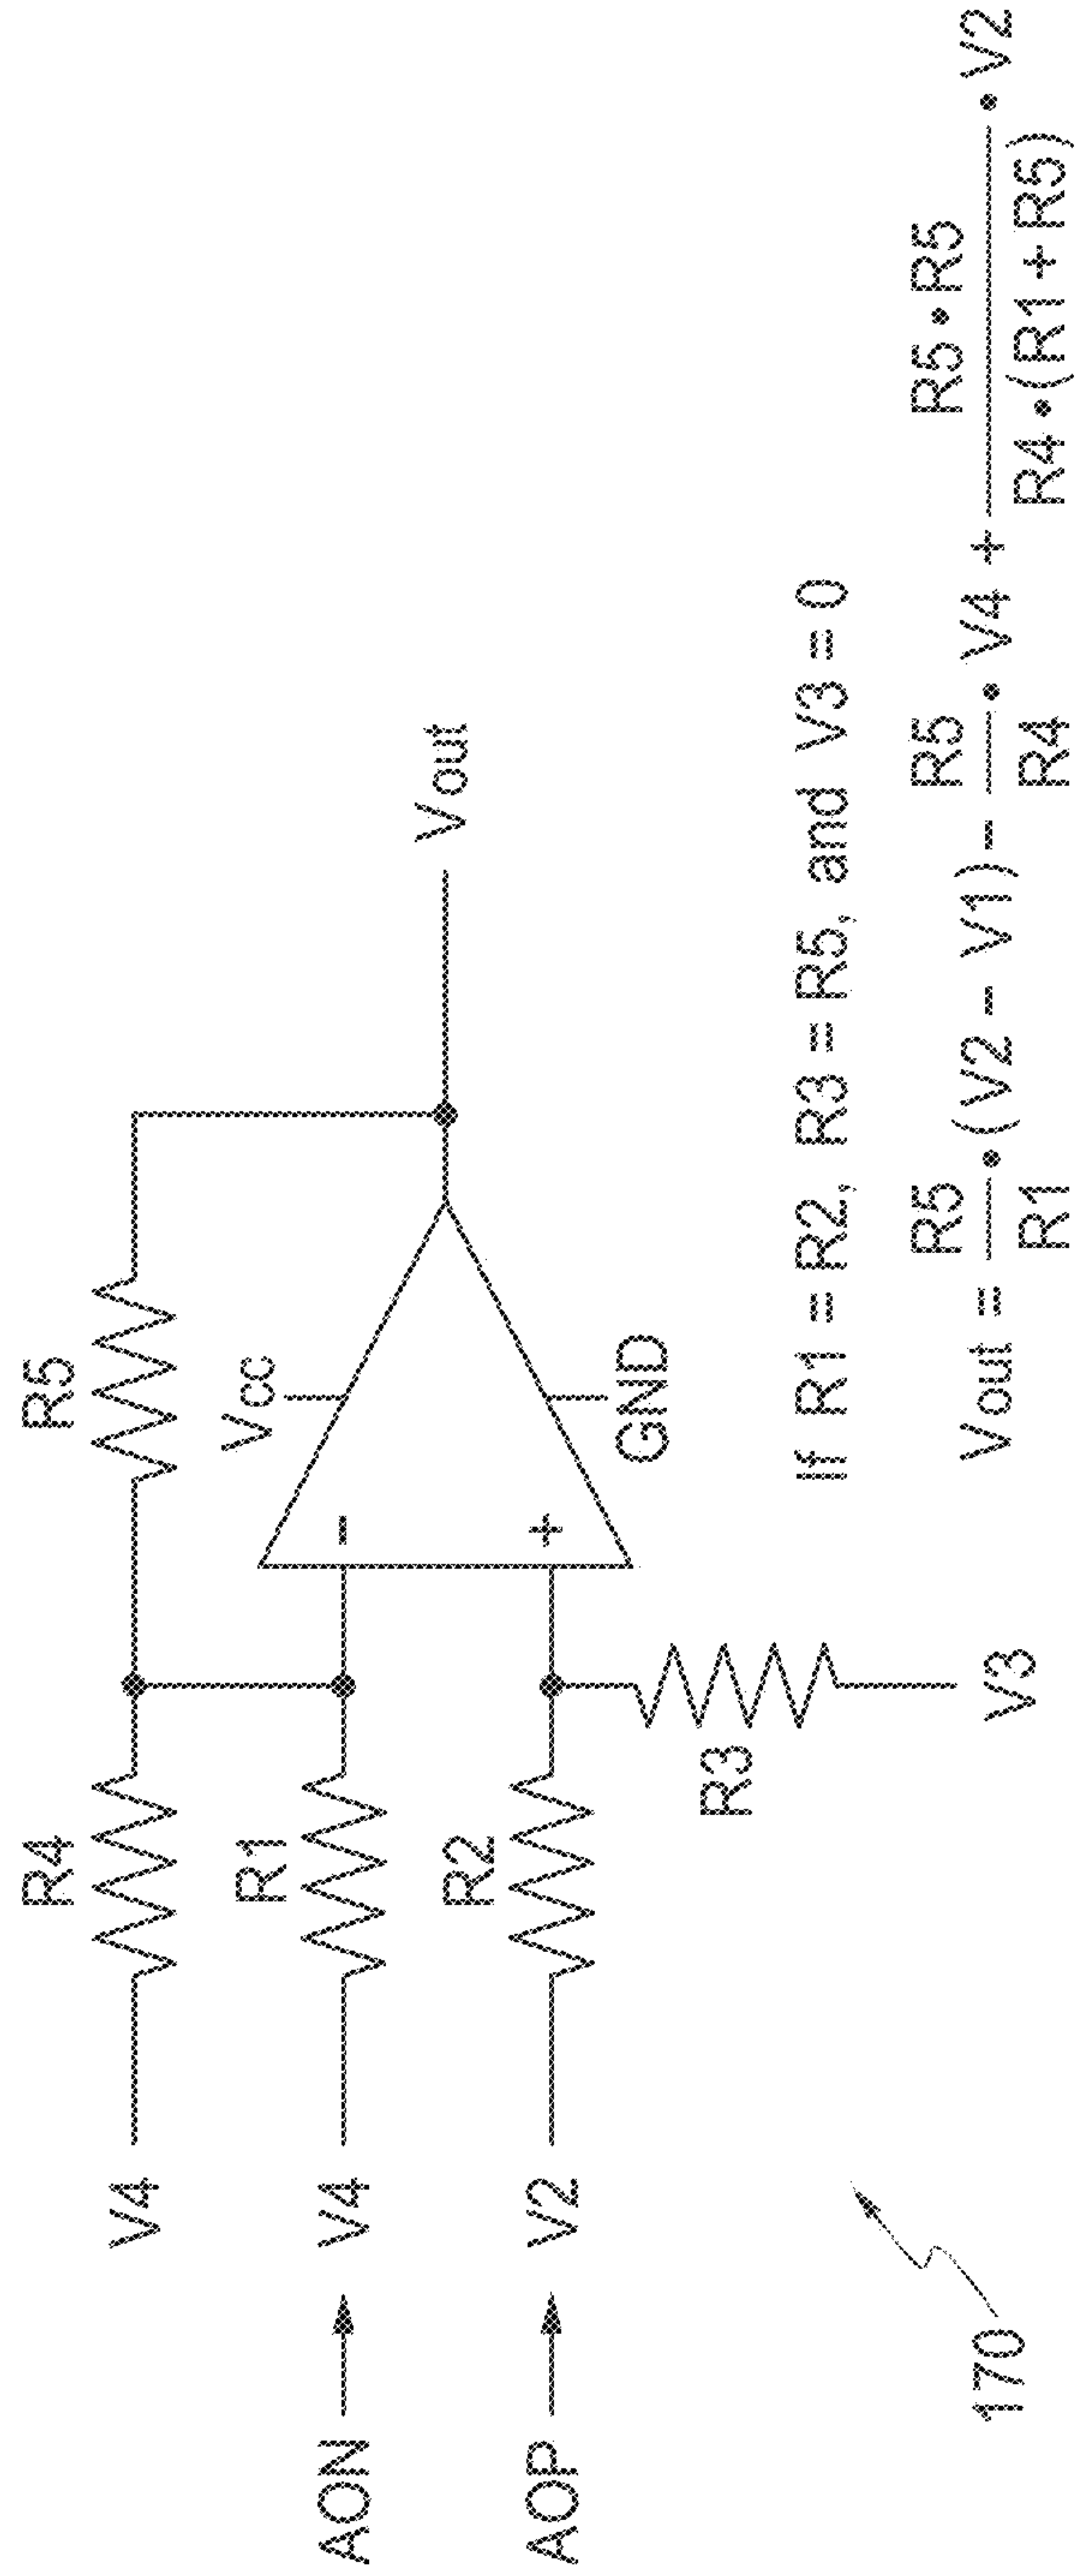 R4
R5
V4
Vcc
R1
AON
V4
-
Vout
R2
+
AOP
V2
GND
R3
V3
170
If R1 = R2, R3 = R5, and V3 = 0
Vout = R5/R1 • (V2 - V1) - R5/R4 • V4 + R5 • R5/R4 • (R1 + R5) • V2